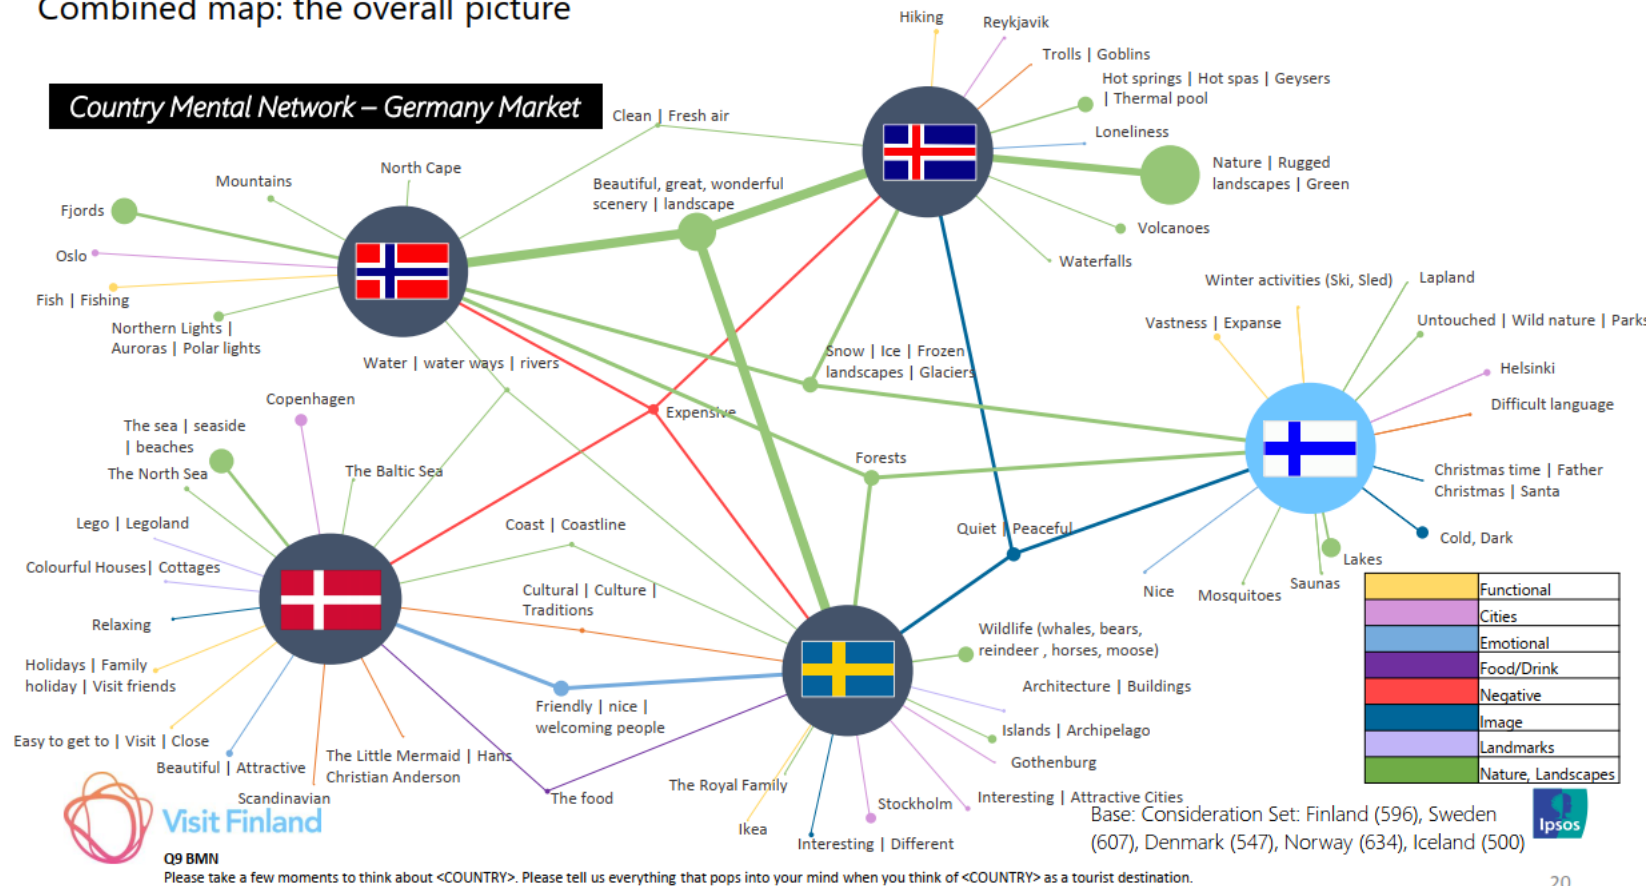 Combined map: the overall picture
Country Mental Network – Germany Market
Hiking
Reykjavik
Trolls | Goblins
Hot springs | Hot spas | Geysers
| Thermal pool
Loneliness
Nature | Rugged
landscapes | Green
Volcanoes
Waterfalls
Clean | Fresh air
Beautiful, great, wonderful
scenery | landscape
North Cape
Mountains
Fjords
Oslo
Fish | Fishing
Northern Lights |
Auroras | Polar lights
Water | water ways | rivers
Snow | Ice | Frozen
landscapes | Glaciers
Expensive
Forests
Quiet | Peaceful
Winter activities (Ski, Sled)
Lapland
Vastness | Expanse
Untouched | Wild nature | Parks
Helsinki
Difficult language
Christmas time | Father
Christmas | Santa
Cold, Dark
Lakes
Saunas
Mosquitoes
Nice
Copenhagen
The sea | seaside
| beaches
The North Sea
The Baltic Sea
Lego | Legoland
Colourful Houses| Cottages
Relaxing
Holidays | Family
holiday | Visit friends
Easy to get to | Visit | Close
Beautiful | Attractive
Scandinavian
The Little Mermaid | Hans
Christian Anderson
Coast | Coastline
Cultural | Culture |
Traditions
Friendly | nice |
welcoming people
The food
Wildlife (whales, bears,
reindeer , horses, moose)
Architecture | Buildings
Islands | Archipelago
Gothenburg
Interesting | Attractive Cities
Stockholm
Interesting | Different
The Royal Family
Ikea
Functional
Cities
Emotional
Food/Drink
Negative
Image
Landmarks
Nature, Landscapes
Visit Finland
Base: Consideration Set: Finland (596), Sweden
(607), Denmark (547), Norway (634), Iceland (500)
Ipsos
Q9 BMN
Please take a few moments to think about <COUNTRY>. Please tell us everything that pops into your mind when you think of <COUNTRY> as a tourist destination.
20